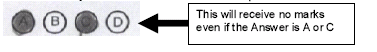 A B C D
This will receive no marks
even if the Answer is A or C